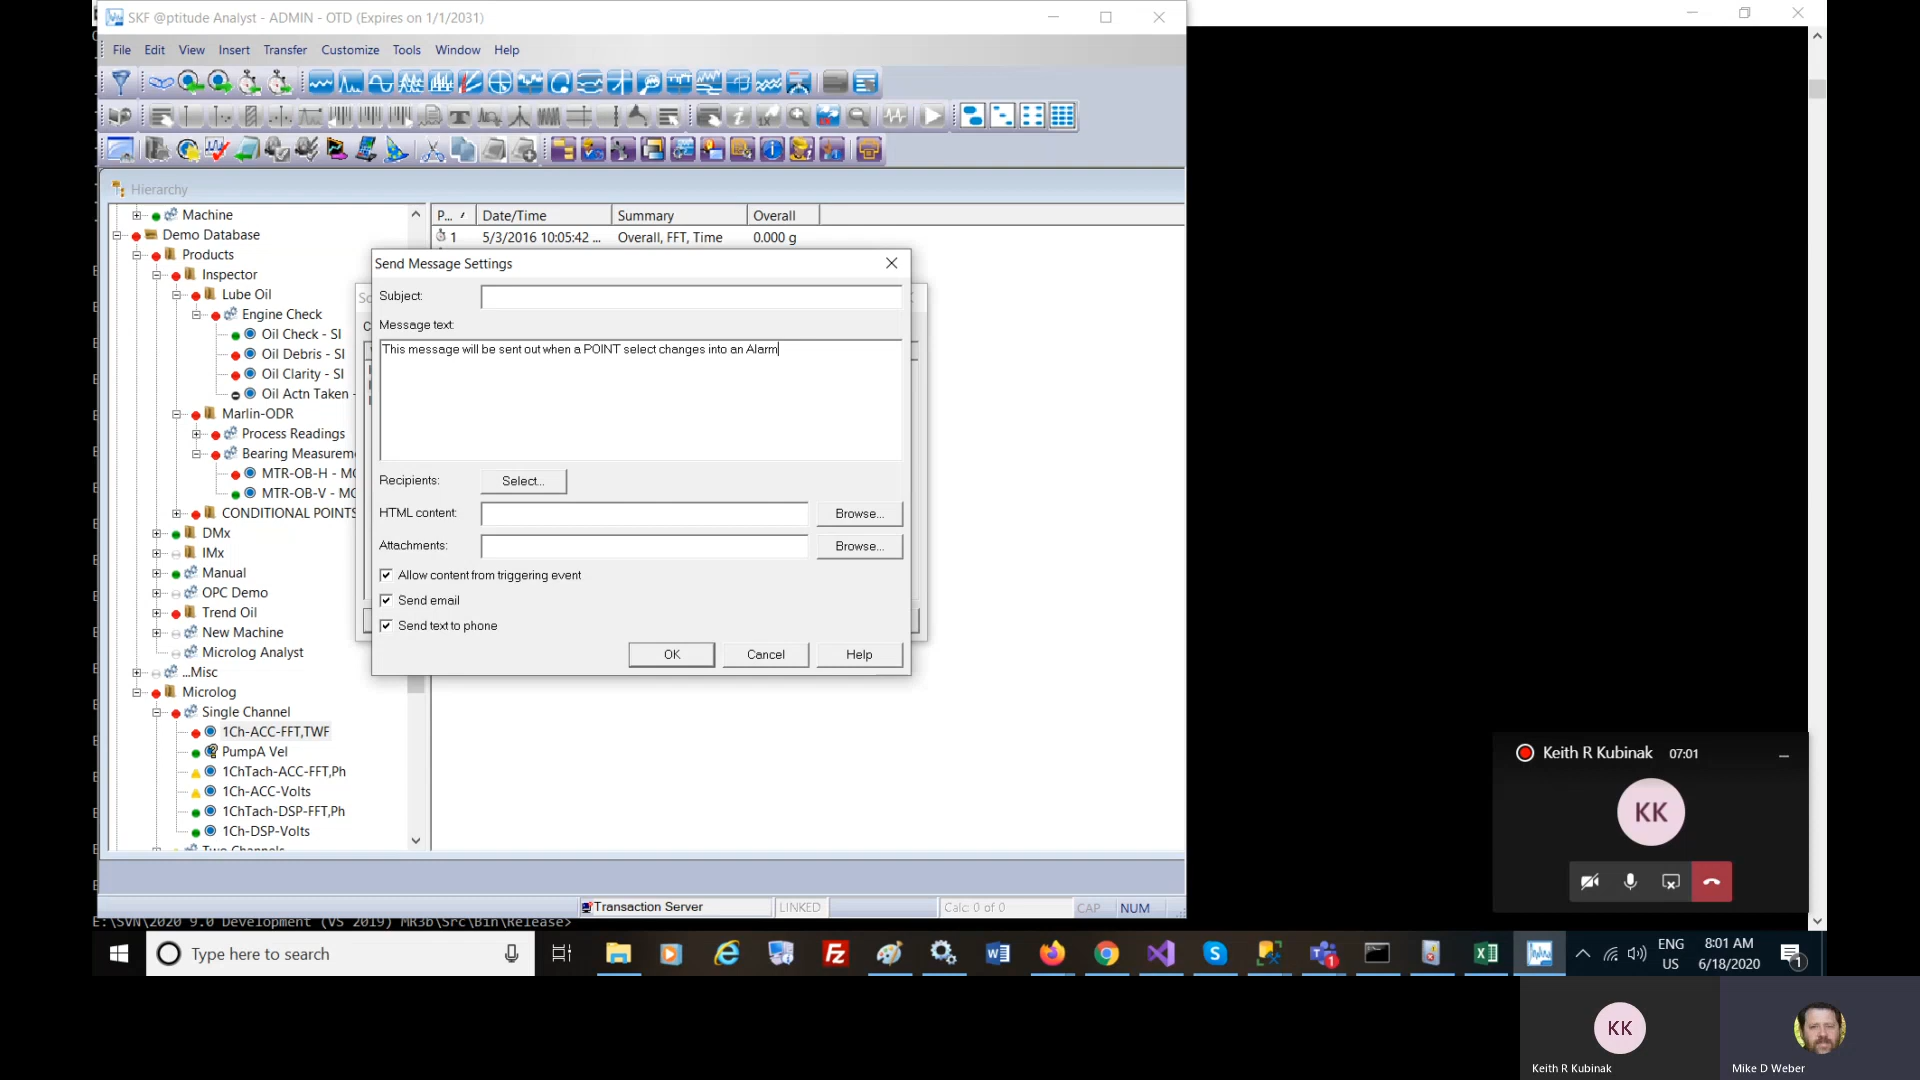 SKF @ptitude Analyst - ADMIN - OTD (Expires on 1/1/2031)
File Edit View Insert Transfer Customize Tools Window Help
Hierarchy
P... Date/Time Summary Overall
1 5/3/2016 10:05:42 ... Overall, FFT, Time 0.000 g
Machine
Demo Database
Products
Inspector
Lube Oil
Engine Check
Oil Check - SI
Oil Debris - SI
Oil Clarity - SI
Oil Actn Taken -
Marlin-ODR
Process Readings
Bearing Measurem
MTR-OB-H - MC
MTR-OB-V - MC
CONDITIONAL POINTS
DMx
IMx
Manual
OPC Demo
Trend Oil
New Machine
Microlog Analyst
...Misc
Microlog
Single Channel
1Ch-ACC-FFT,TWF
PumpA Vel
1ChTach-ACC-FFT,Ph
1Ch-ACC-Volts
1ChTach-DSP-FFT,Ph
1Ch-DSP-Volts
Two Channels
Send Message Settings
Subject:
Message text:
This message will be sent out when a POINT select changes into an Alarm
Recipients: Select...
HTML content: Browse...
Attachments: Browse...
Allow content from triggering event
Send email
Send text to phone
OK Cancel Help
Transaction Server LINKED Calc: 0 of 0 CAP NUM
E:\SVN\2020 9.0 Development (VS 2019) MR3b\Src\Bin\Release>
Keith R Kubinak 07:01
KK
Type here to search
ENG
US
8:01 AM
6/18/2020
1
1
KK
Keith R Kubinak
Mike D Weber